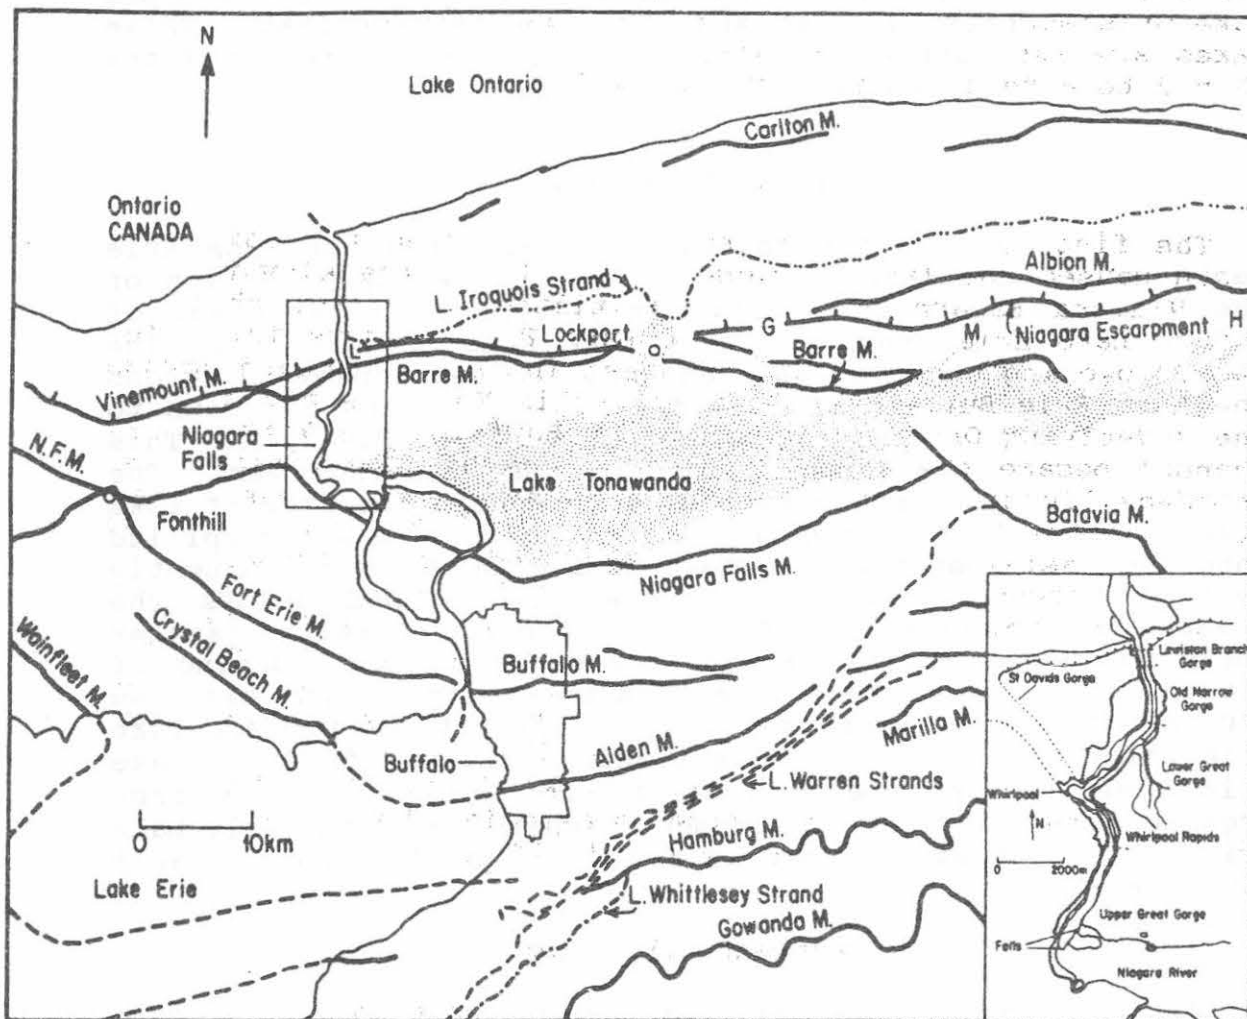 N
Lake Ontario
Carlton M.
Ontario
CANADA
The fi
L. Iroquois Strand
Albion M.
G
M
Niagara Escarpment
H
Lockport
Barre M.
Barre M.
Vinemount, M.
Niagara
Falls
N.F.M.
Lake Tonawanda
Fonthill
Batavia M.
Niagara Falls M.
Fort Erie M.
Crystal Beach M.
Wainfleet M.
Buffalo M.
Marilla M.
Alden M.
Buffalo
L. Warren Strands
0 10km
Hamburg M.
Lake Erie
L. Whittlesey Strand
Gowanda M.
Lewiston Branch
Gorge
St Davids Gorge
Old Narrow
Gorge
Lower Great
Gorge
Whirlpool
N
Whirlpool Rapids
0 2000m
Upper Great Gorge
Falls
Niagara River